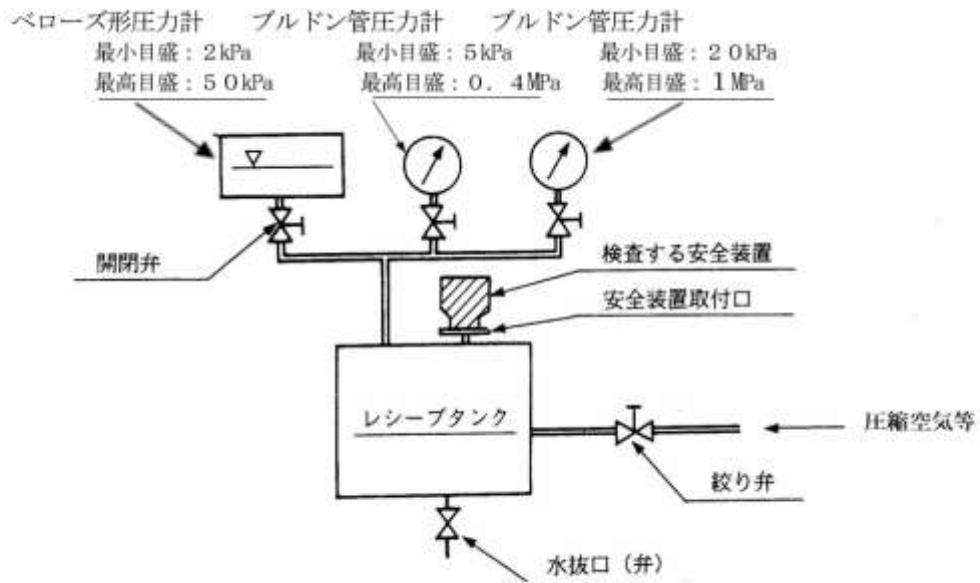 ベローズ形圧力計
最小目盛：2kPa
最高目盛：50kPa
ブルドン管圧力計
最小目盛：5kPa
最高目盛：0．4MPa
ブルドン管圧力計
最小目盛：20kPa
最高目盛：1MPa
開閉弁
検査する安全装置
安全装置取付口
レシーブタンク
圧縮空気等
絞り弁
水抜口（弁）